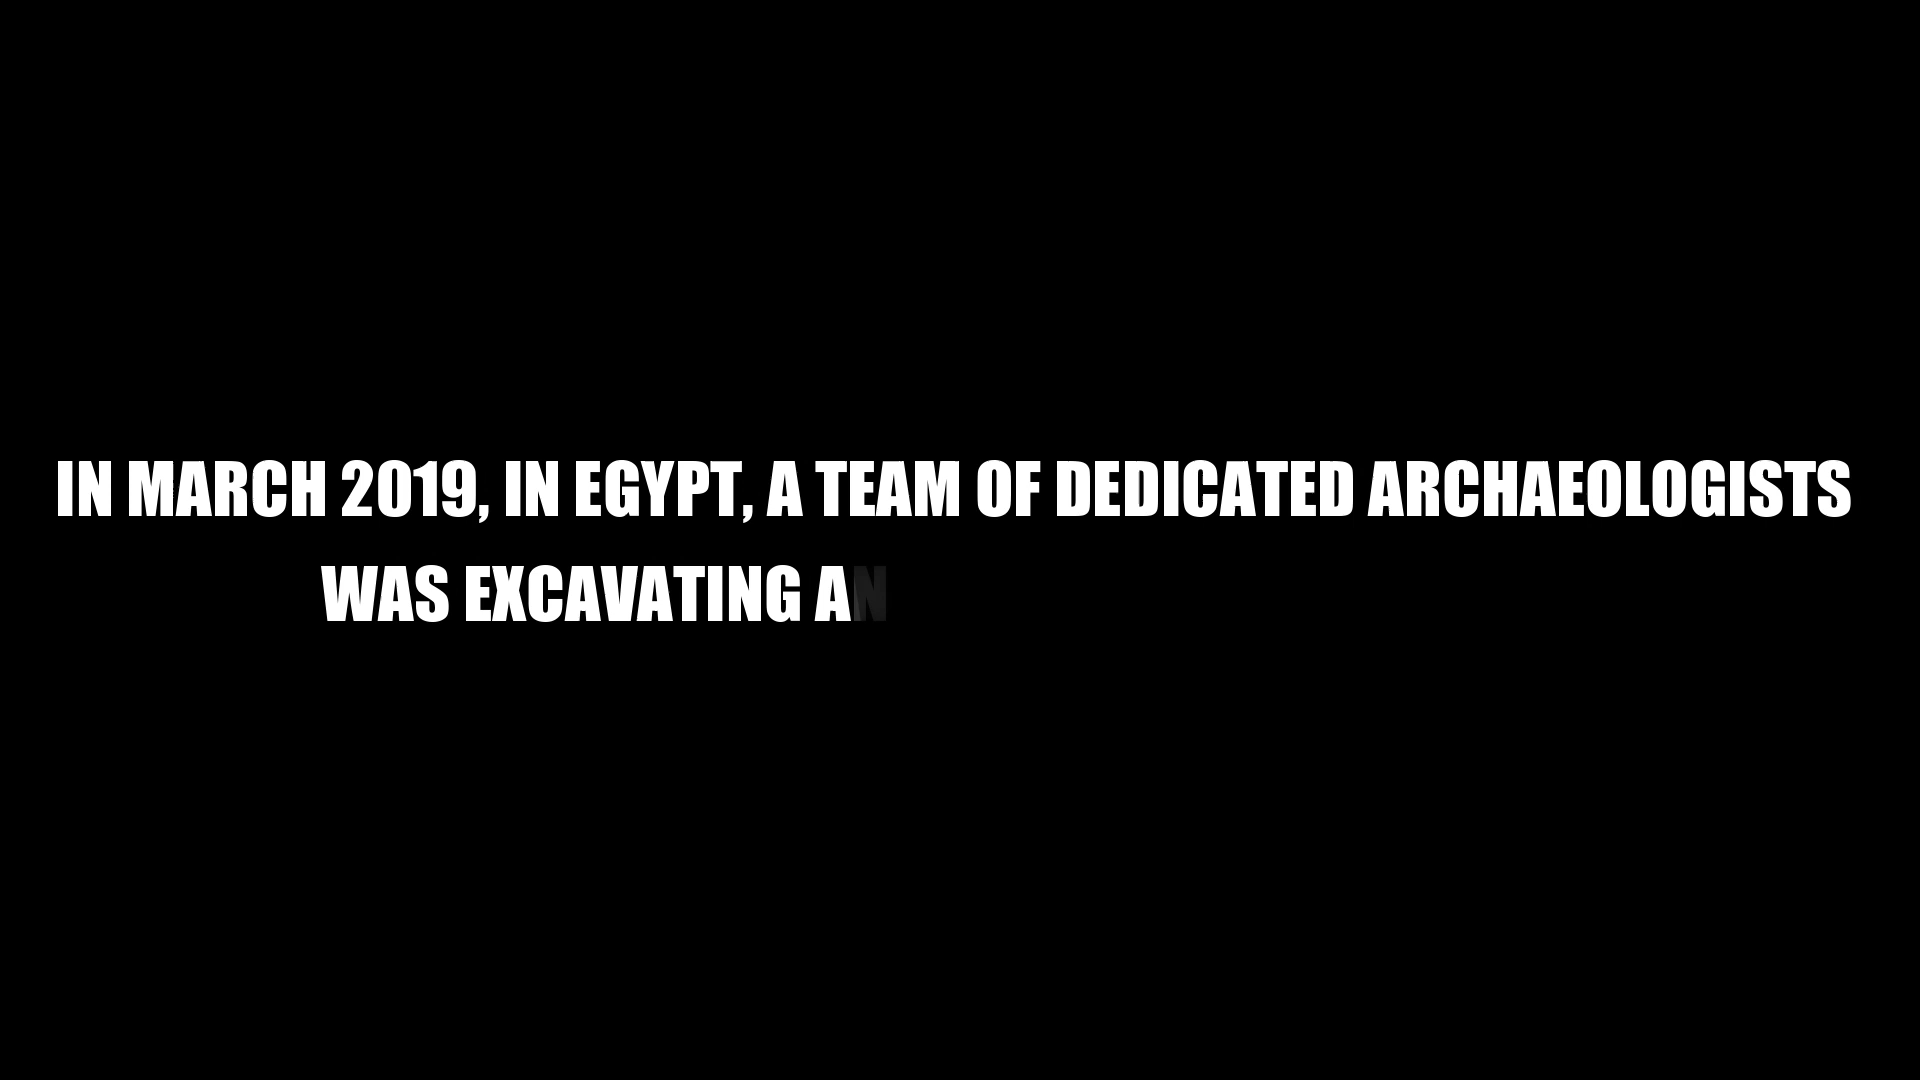 IN MARCH 2019, IN EGYPT, A TEAM OF DEDICATED ARCHAEOLOGISTS
WAS EXCAVATING AN